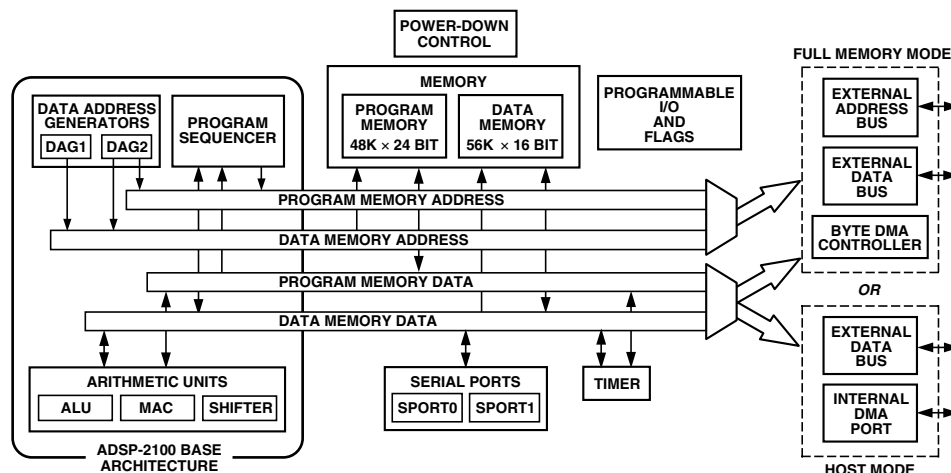 POWER-DOWN
CONTROL
FULL MEMORY MODE
MEMORY
DATA ADDRESS
GENERATORS
DAG1
DAG2
PROGRAM
SEQUENCER
PROGRAM
MEMORY
48K × 24 BIT
DATA
MEMORY
56K × 16 BIT
PROGRAMMABLE
I/O
AND
FLAGS
EXTERNAL
ADDRESS
BUS
EXTERNAL
DATA
BUS
BYTE DMA
CONTROLLER
PROGRAM MEMORY ADDRESS
DATA MEMORY ADDRESS
PROGRAM MEMORY DATA
DATA MEMORY DATA
OR
EXTERNAL
DATA
BUS
INTERNAL
DMA
PORT
HOST MODE
ARITHMETIC UNITS
ALU
MAC
SHIFTER
SERIAL PORTS
SPORT0
SPORT1
TIMER
ADSP-2100 BASE
ARCHITECTURE